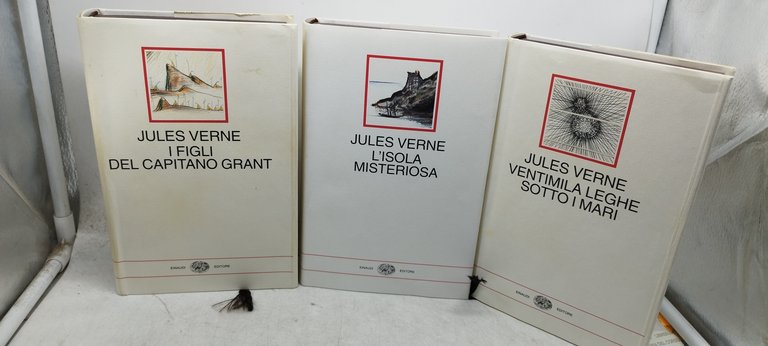 JULES VERNE
I FIGLI
DEL CAPITANO GRANT
EINAUDI EDITORE
JULES VERNE
L'ISOLA
MISTERIOSA
EINAUDI EDITORE
JULES VERNE
VENTIMILA LEGHE
SOTTO I MARI
EINAUDI EDITORE